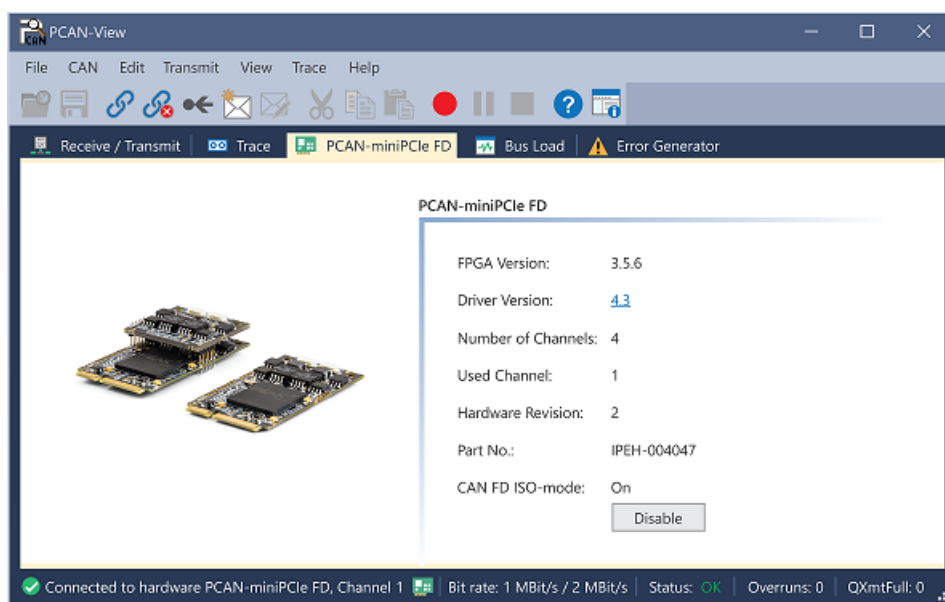 CAN PCAN-View
File CAN Edit Transmit View Trace Help
Receive / Transmit Trace PCAN-miniPCIe FD Bus Load Error Generator
PCAN-miniPCIe FD
FPGA Version: 3.5.6
Driver Version: 4.3
Number of Channels: 4
Used Channel: 1
Hardware Revision: 2
Part No.: IPEH-004047
CAN FD ISO-mode: On
Disable
Connected to hardware PCAN-miniPCIe FD, Channel 1 Bit rate: 1 MBit/s / 2 MBit/s Status: OK Overruns: 0 QXmtFull: 0